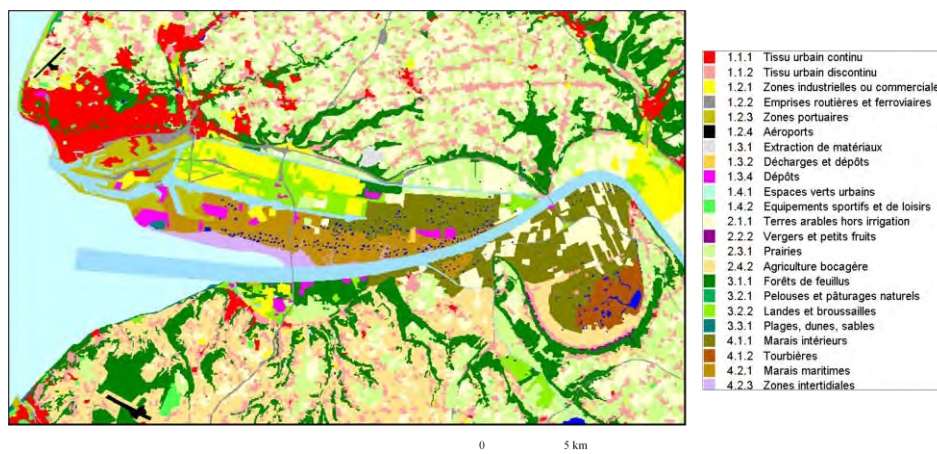 1.1.1 Tissu urbain continu
1.1.2 Tissu urbain discontinu
1.2.1 Zones industrielles ou commerciale
1.2.2 Emprises routières et ferroviaires
1.2.3 Zones portuaires
1.2.4 Aéroports
1.3.1 Extraction de matériaux
1.3.2 Décharges et dépôts
1.3.4 Dépôts
1.4.1 Espaces verts urbains
1.4.2 Equipements sportifs et de loisirs
2.1.1 Terres arables hors irrigation
2.2.2 Vergers et petits fruits
2.3.1 Prairies
2.4.2 Agriculture bocagère
3.1.1 Forêts de feuillus
3.2.1 Pelouses et pâturages naturels
3.2.2 Landes et broussailles
3.3.1 Plages, dunes, sables
4.1.1 Marais intérieurs
4.1.2 Tourbières
4.2.1 Marais maritimes
4.2.3 Zones intertidiales
0 5 km